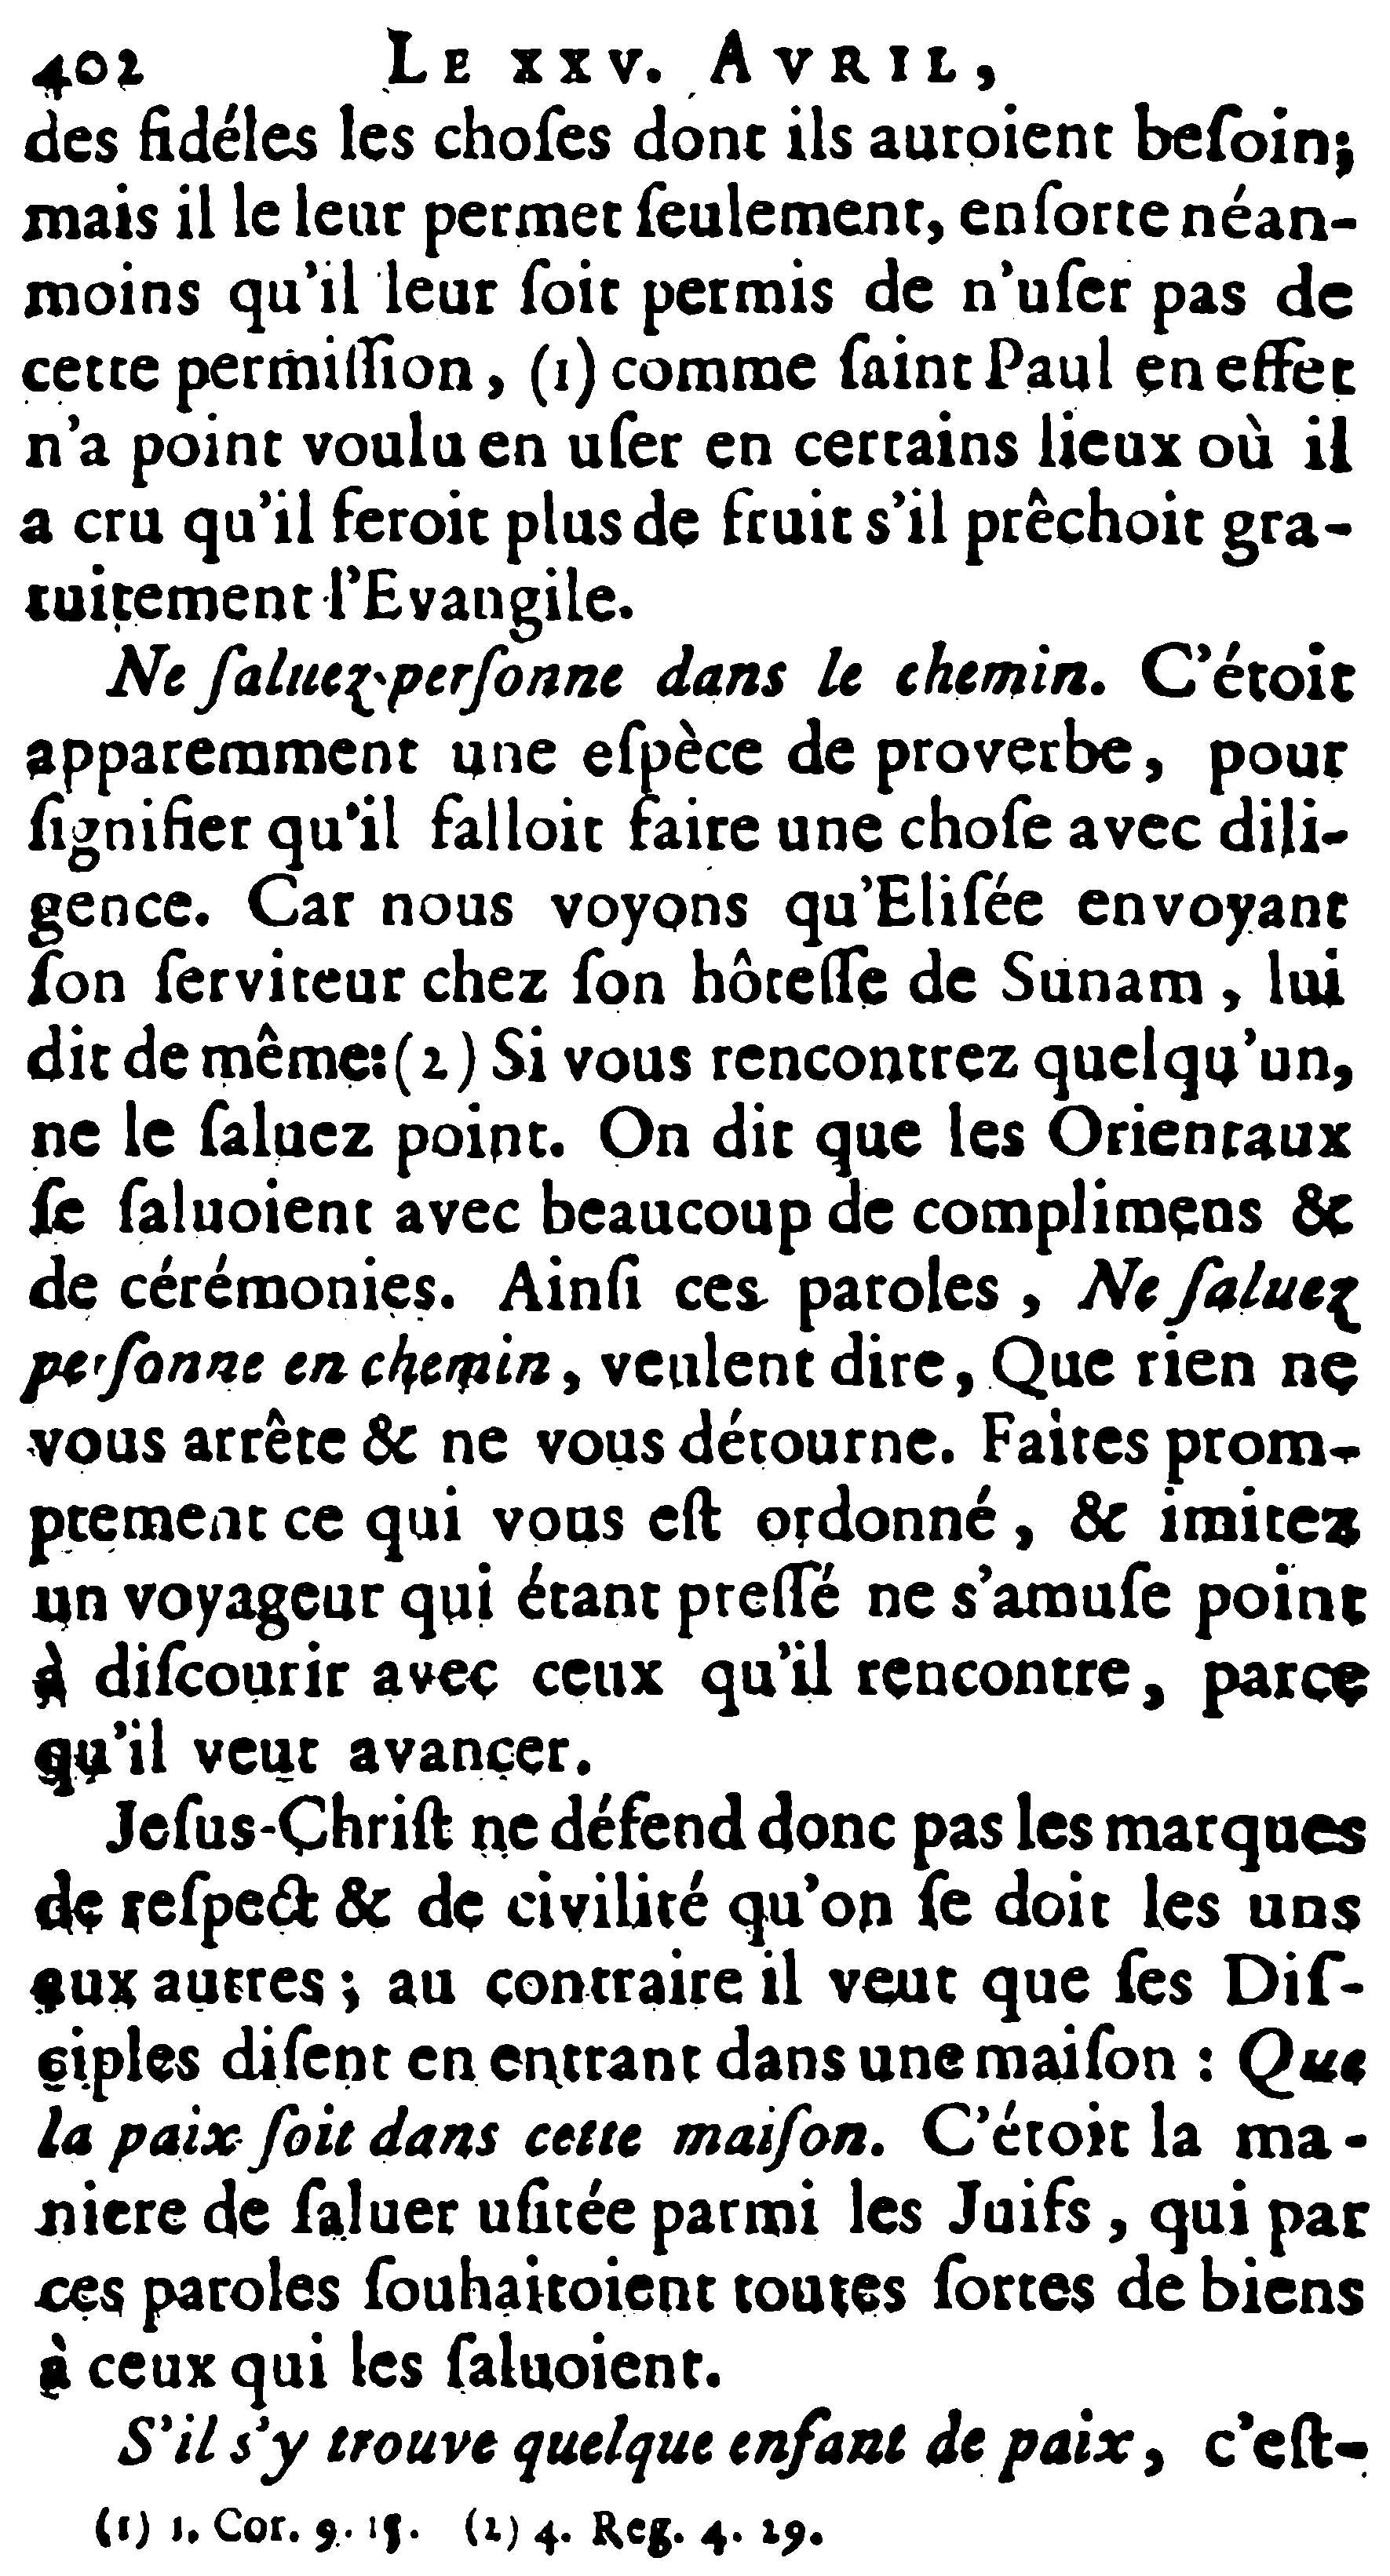 402 LE XXV. AVRIL,
des fidéles les choſes dont ils auroient beſoin;
mais il le leur permet ſeulement, enſorte néan-
moins qu'il leur ſoit permis de n'uſer pas de
cette permiſſion, (1) comme ſaint Paul en effet
n'a point voulu en uſer en certains lieux où il
a cru qu'il feroit plus de fruit s'il prêchoit gra-
tuitement l'Evangile.
Ne ſaluez perſonne dans le chemin. C'étoit
apparemment une eſpèce de proverbe, pour
ſignifier qu'il falloit faire une choſe avec dili-
gence. Car nous voyons qu'Eliſée envoyant
ſon ſerviteur chez ſon hôteſſe de Sunam, lui
dit de même: (2) Si vous rencontrez quelqu'un,
ne le ſaluez point. On dit que les Orientaux
ſe ſaluoient avec beaucoup de complimens &
de cérémonies. Ainſi ces paroles, Ne ſaluez
perſonne en chemin, veulent dire, Que rien ne
vous arrête & ne vous détourne. Faites prom-
ptement ce qui vous eſt ordonné, & imitez
un voyageur qui étant preſſé ne s'amuſe point
à diſcourir avec ceux qu'il rencontre, parce
qu'il veut avancer.
Jeſus-Chriſt ne défend donc pas les marques
de reſpect & de civilité qu'on ſe doit les uns
aux autres; au contraire il veut que ſes Diſ-
ciples diſent en entrant dans une maiſon : Que
la paix ſoit dans cette maiſon. C'étoit la ma-
niere de ſaluer uſitée parmi les Juifs, qui par
ces paroles ſouhaitoient toutes ſortes de biens
à ceux qui les ſaluoient.
S'il s'y trouve quelque enfant de paix, c'eſt-
(1) 1. Cor. 9. 15. (2) 4. Reg. 4. 29.